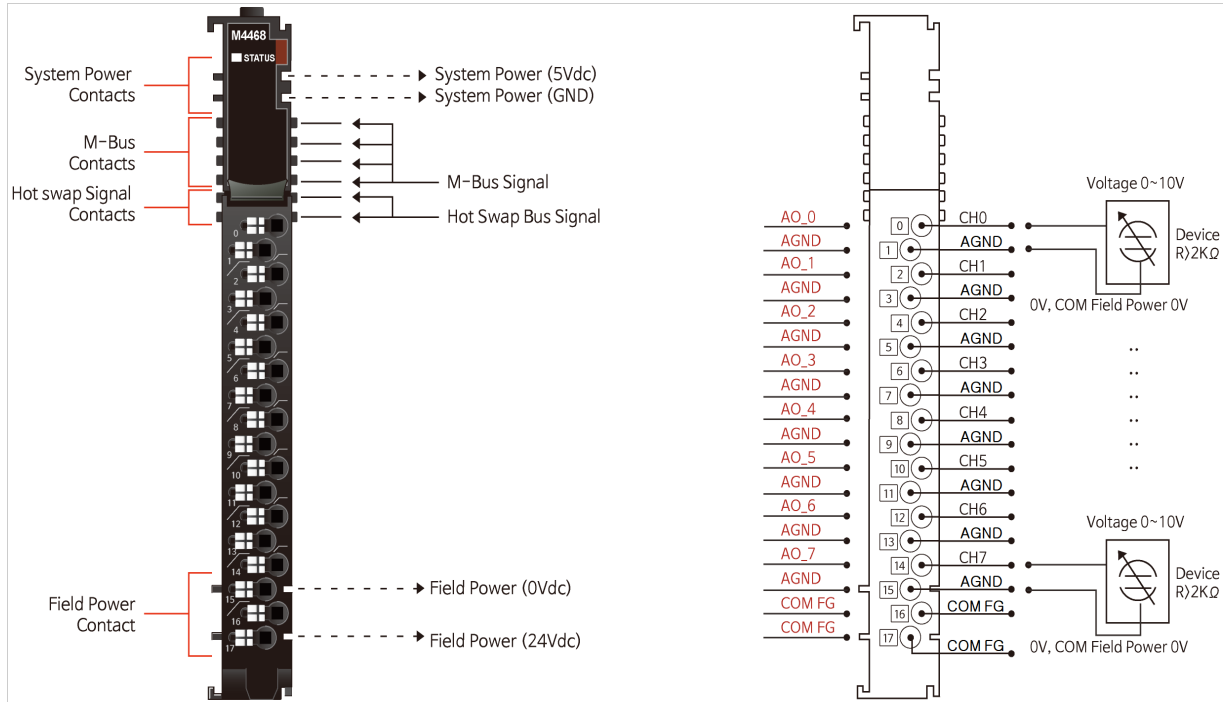 M4468
STATUS
System Power
Contacts
System Power (5Vdc)
System Power (GND)
M-Bus
Contacts
M-Bus Signal
Hot swap Signal
Contacts
Hot Swap Bus Signal
0
1
2
3
4
5
6
7
8
9
10
11
12
13
14
15
16
17
Field Power
Contact
Field Power (0Vdc)
Field Power (24Vdc)
AO_0
AGND
AO_1
AGND
AO_2
AGND
AO_3
AGND
AO_4
AGND
AO_5
AGND
AO_6
AGND
AO_7
AGND
COM FG
COM FG
0
1
2
3
4
5
6
7
8
9
10
11
12
13
14
15
16
17
CH0
AGND
CH1
AGND
CH2
AGND
CH3
AGND
CH4
AGND
CH5
AGND
CH6
AGND
CH7
AGND
COM FG
COM FG
Voltage 0~10V
Device
R〉2KΩ
0V, COM Field Power 0V
Voltage 0~10V
Device
R〉2KΩ
0V, COM Field Power 0V